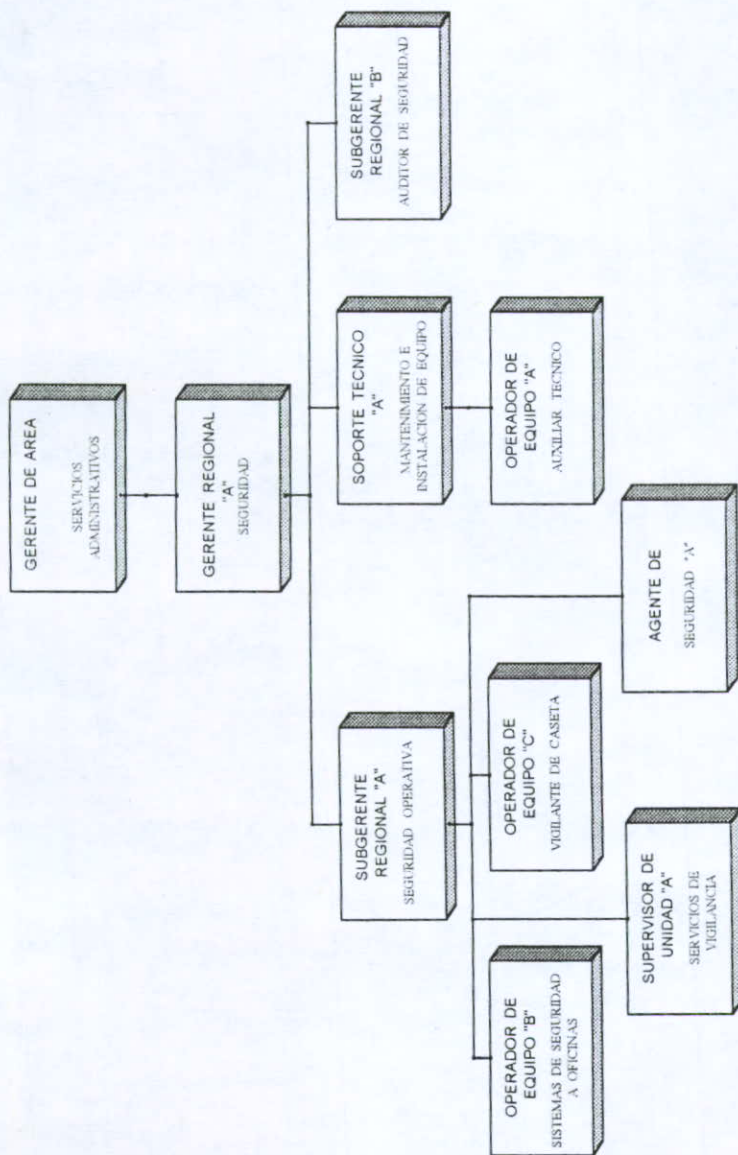 GERENTE DE AREA
SERVICIOS
ADMINISTRATIVOS
GERENTE REGIONAL
"A"
SEGURIDAD
SUBGERENTE
REGIONAL "A"
SEGURIDAD OPERATIVA
SOPORTE TECNICO
"A"
MANTENIMIENTO E
INSTALACION DE EQUIPO
SUBGERENTE
REGIONAL "B"
AUDITOR DE SEGURIDAD
OPERADOR DE
EQUIPO "B"
SISTEMAS DE SEGURIDAD
A OFICINAS
OPERADOR DE
EQUIPO "C"
VIGILANTE DE CASETA
OPERADOR DE
EQUIPO "A"
AUXILIAR TECNICO
SUPERVISOR DE
UNIDAD "A"
SERVICIOS DE
VIGILANCIA
AGENTE DE
SEGURIDAD "A"